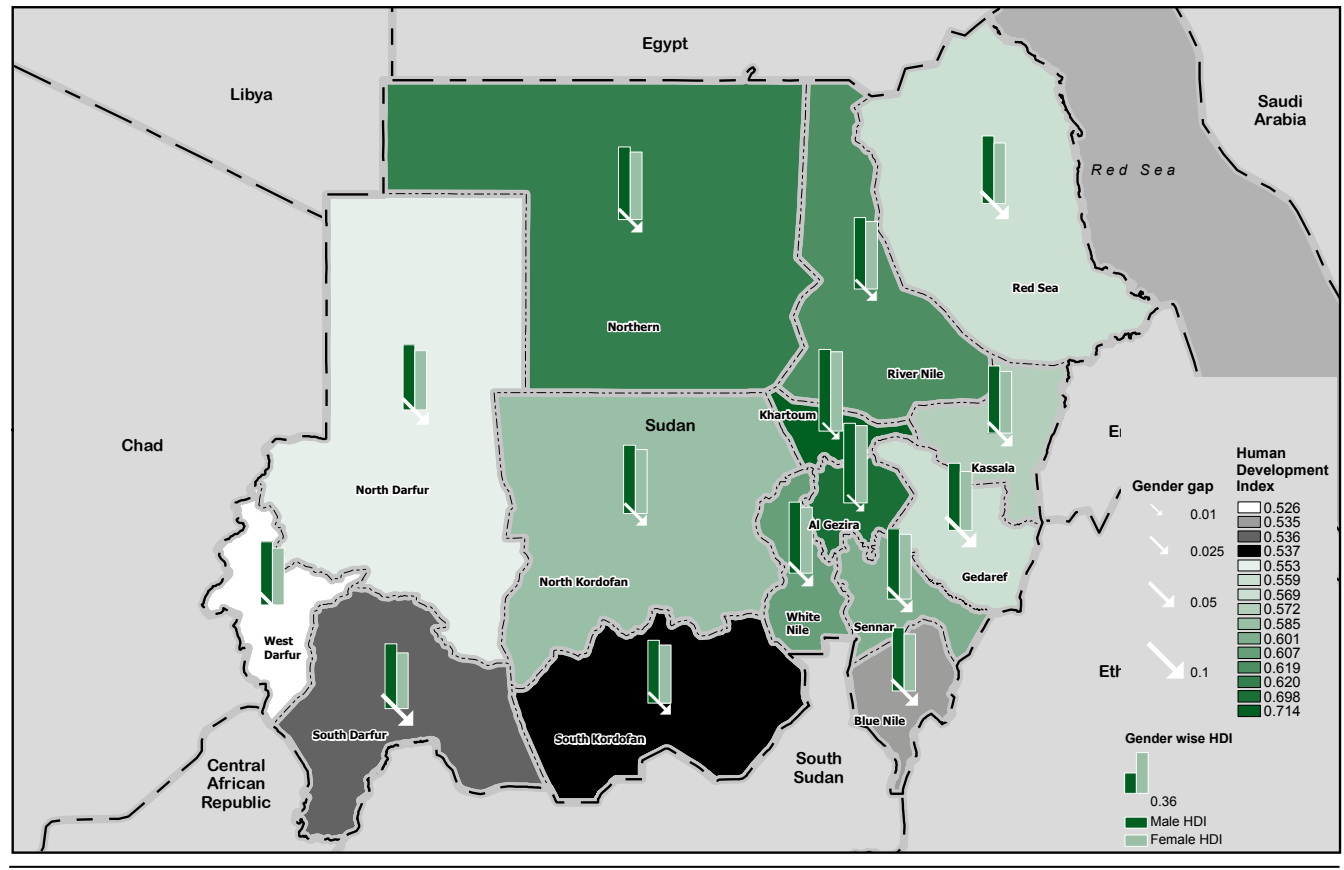 Egypt
Libya
Saudi
Arabia
Red Sea
Red Sea
Northern
River Nile
Khartoum
Sudan
Chad
Kassala
North Darfur
Al Gezira
Gedaref
North Kordofan
White
Nile
Sennar
West
Darfur
South Darfur
South Kordofan
Blue Nile
Central
African
Republic
South
Sudan
Eth
Gender gap
0.01
0.025
0.05
0.1
Human
Development
Index
0.526
0.535
0.536
0.537
0.553
0.559
0.569
0.572
0.585
0.601
0.607
0.619
0.620
0.698
0.714
Gender wise HDI
0.36
Male HDI
Female HDI